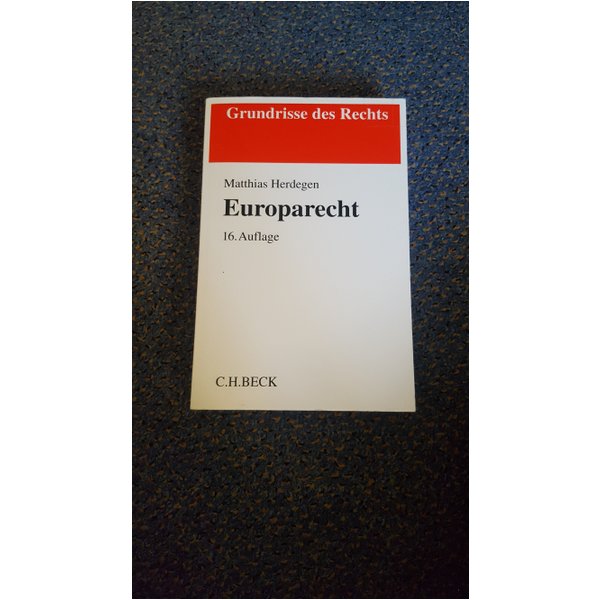 Grundrisse des Rechts
Matthias Herdegen
Europarecht
16. Auflage
C.H.BECK